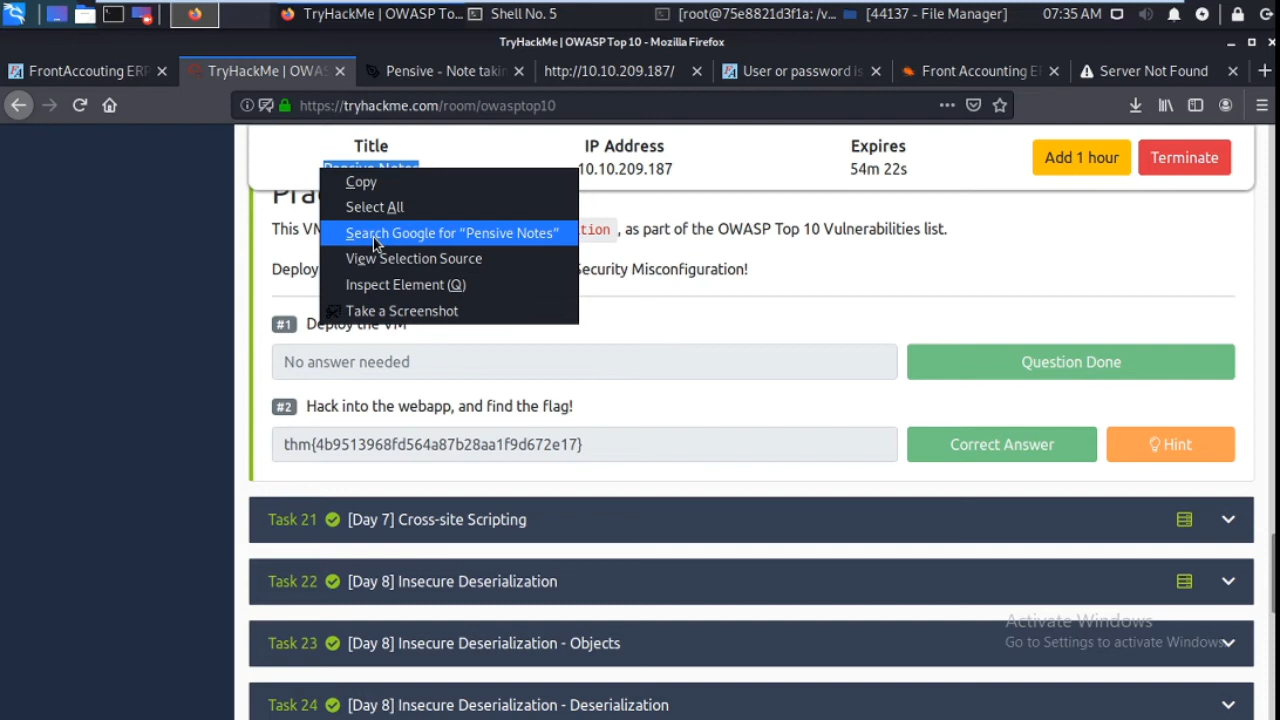 TryHackMe | OWASP To... Shell No. 5 [root@75e8821d3f1a: /v... [44137 - File Manager] 07:35 AM
TryHackMe | OWASP Top 10 - Mozilla Firefox
FrontAccouting ERP TryHackMe | OWAS Pensive - Note takin http://10.10.209.187/ User or password is Front Accounting E Server Not Found
https://tryhackme.com/room/owasptop10
Title IP Address Expires
Pensive Notes 10.10.209.187 54m 22s
Add 1 hour Terminate
Copy
Select All
Search Google for “Pensive Notes”
View Selection Source
Inspect Element (Q)
Take a Screenshot
This VM tion , as part of the OWASP Top 10 Vulnerabilities list.
Deploy Security Misconfiguration!
#1 Deploy the VM
No answer needed Question Done
#2 Hack into the webapp, and find the flag!
thm{4b9513968fd564a87b28aa1f9d672e17} Correct Answer Hint
Task 21 [Day 7] Cross-site Scripting
Task 22 [Day 8] Insecure Deserialization
Activate Windows
Go to Settings to activate Windows.
Task 23 [Day 8] Insecure Deserialization - Objects
Task 24 [Day 8] Insecure Deserialization - Deserialization